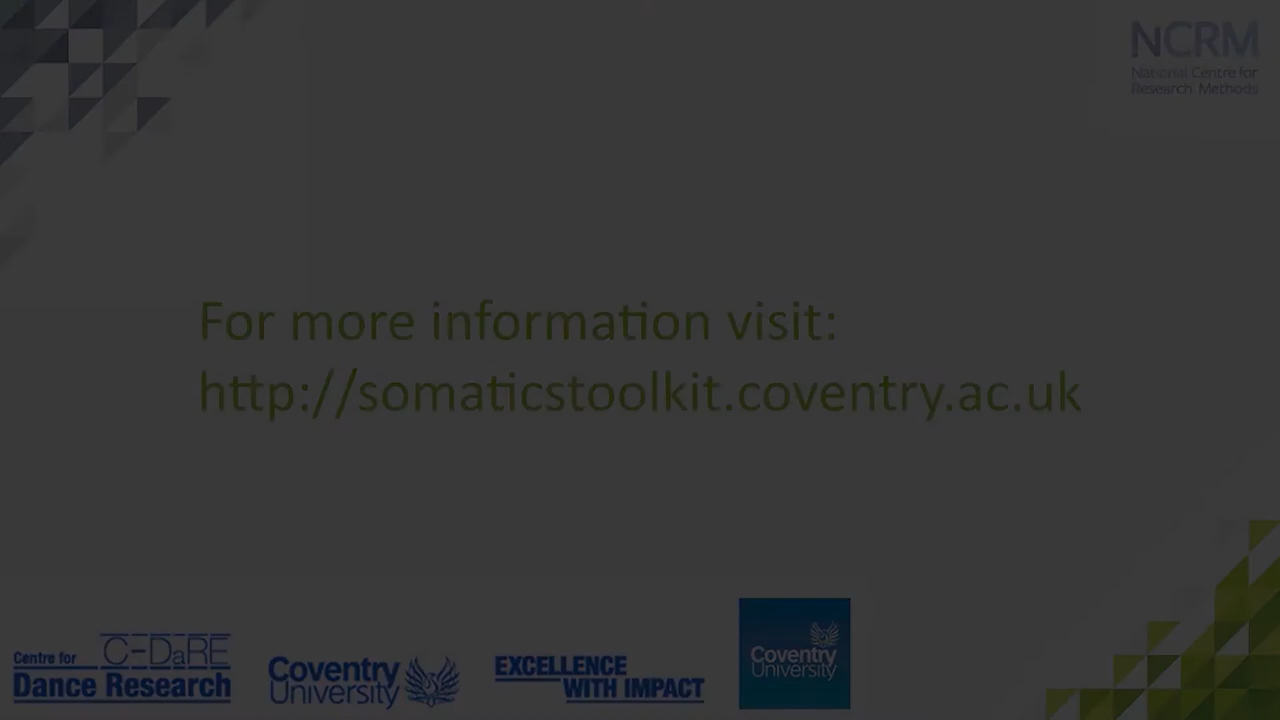 NCRM
National Centre for
Research Methods
For more information visit:
http://somaticstoolkit.coventry.ac.uk
Centre for C-DaRE
Dance Research
Coventry
University
EXCELLENCE
WITH IMPACT
Coventry
University